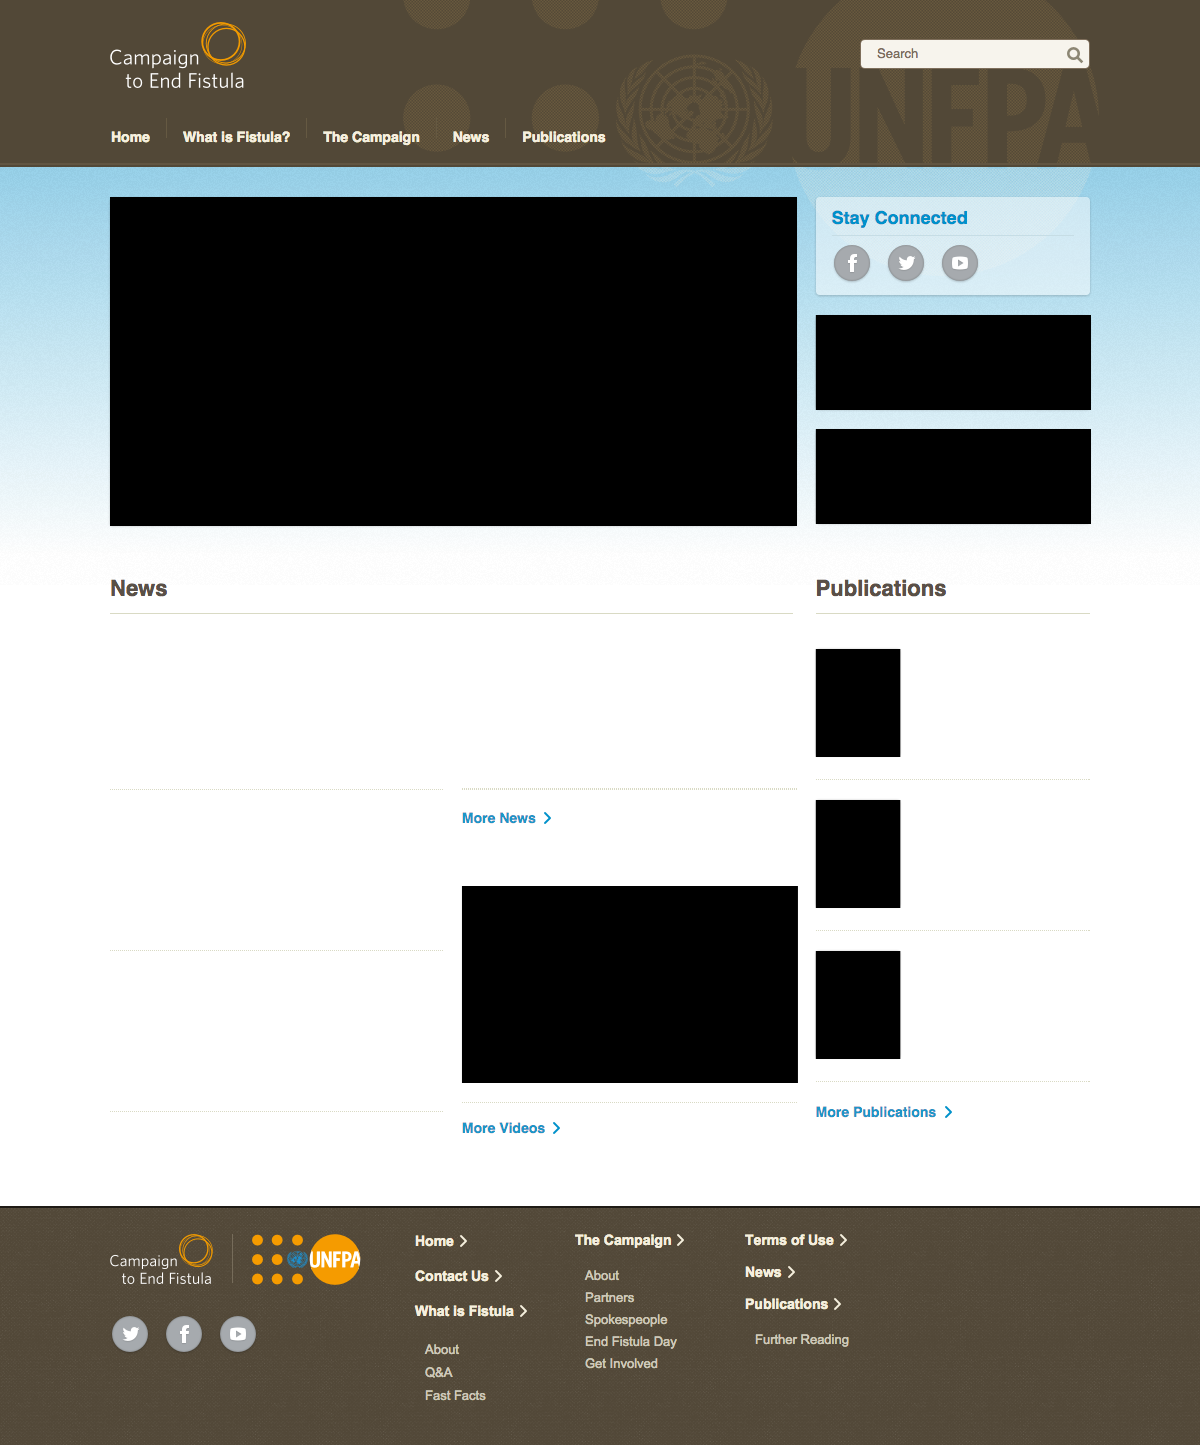 Campaign
to End Fistula
Search
UNFPA
Home
What is Fistula?
The Campaign
News
Publications
Stay Connected
News
Publications
More News
More Videos
More Publications
Campaign
to End Fistula
UNFPA
Home
Contact Us
What is Fistula
About
Q&A
Fast Facts
The Campaign
About
Partners
Spokespeople
End Fistula Day
Get Involved
Terms of Use
News
Publications
Further Reading